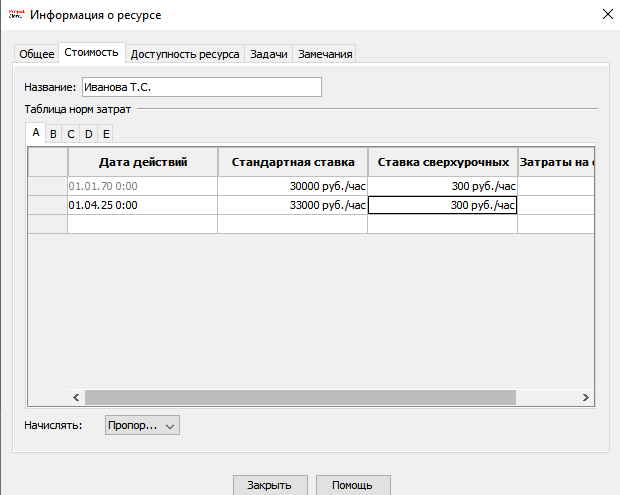 Информация о ресурсе
Общее Стоимость Доступность ресурса Задачи Замечания
Название: Иванова Т.С.
Таблица норм затрат
A B C D E
Дата действий Стандартная ставка Ставка сверхурочных Затраты на
01.01.70 0:00 30000 руб./час 300 руб./час
01.04.25 0:00 33000 руб./час 300 руб./час
Начислять: Пропор...
Закрыть Помощь